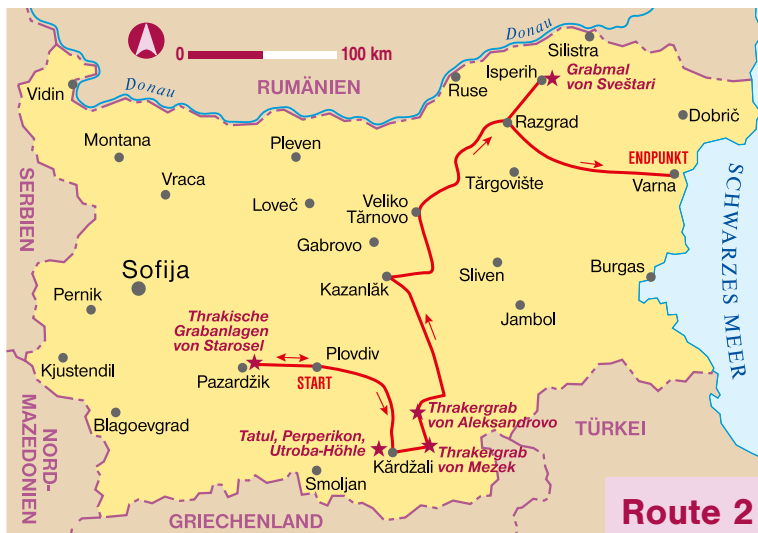 0
100 km
Donau
Donau
RUMÄNIEN
Silistra
Isperih
Grabmal
von Sveštari
Ruse
Vidin
Razgrad
Dobrič
Montana
Pleven
ENDPUNKT
Vraca
Tărgovište
Varna
SERBIEN
Loveč
Veliko
Tărnovo
Gabrovo
SCHWARZES MEER
Sofija
Kazanlăk
Sliven
Burgas
Pernik
Thrakische
Grabanlagen
von Starosel
Jambol
Plovdiv
Kjustendil
Pazardžik
START
Blagoevgrad
Thrakergrab
von Aleksandrovo
TÜRKEI
NORD-
MAZEDONIEN
Tatul, Perperikon,
Utroba-Höhle
Thrakergrab
von Mezek
Kărdžali
Smoljan
GRIECHENLAND
Route 2